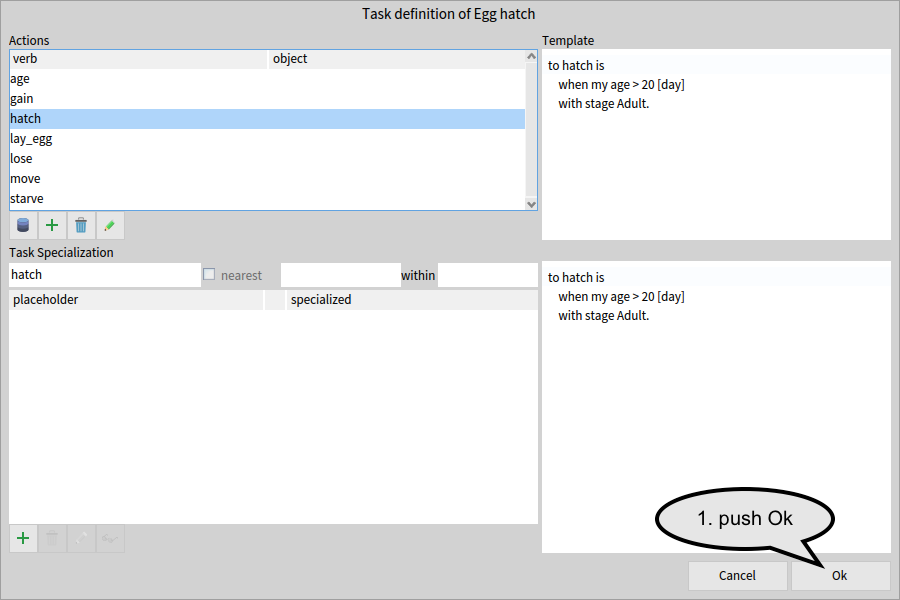 Task definition of Egg hatch
Actions
verb object
age
gain
hatch
lay_egg
lose
move
starve
Template
to hatch is
when my age > 20 [day]
with stage Adult.
Task Specialization
hatch nearest within
placeholder specialized
to hatch is
when my age > 20 [day]
with stage Adult.
1. push Ok
Cancel Ok